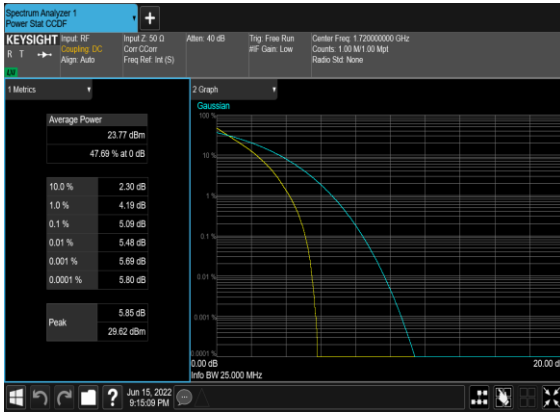 Spectrum Analyzer 1
Power Stat CCDF
+
KEYSIGHT
R T
LV
Input: RF
Coupling: DC
Align: Auto
Input Z: 50 Ω
Corr CCorr
Freq Ref: Int (S)
Atten: 40 dB
Trig: Free Run
#IF Gain: Low
Center Freq: 1.720000000 GHz
Counts: 1.00 M/1.00 Mpt
Radio Std: None
1 Metrics
Average Power
23.77 dBm
47.69 % at 0 dB
10.0 % 2.30 dB
1.0 % 4.19 dB
0.1 % 5.09 dB
0.01 % 5.48 dB
0.001 % 5.69 dB
0.0001 % 5.80 dB
Peak
5.85 dB
29.62 dBm
2 Graph
Gaussian
100 %
10 %
1 %
0.1 %
0.01 %
0.001 %
0.0001 %
0.00 dB
20.00 d
Info BW 25.000 MHz
?
Jun 15, 2022
9:15:09 PM